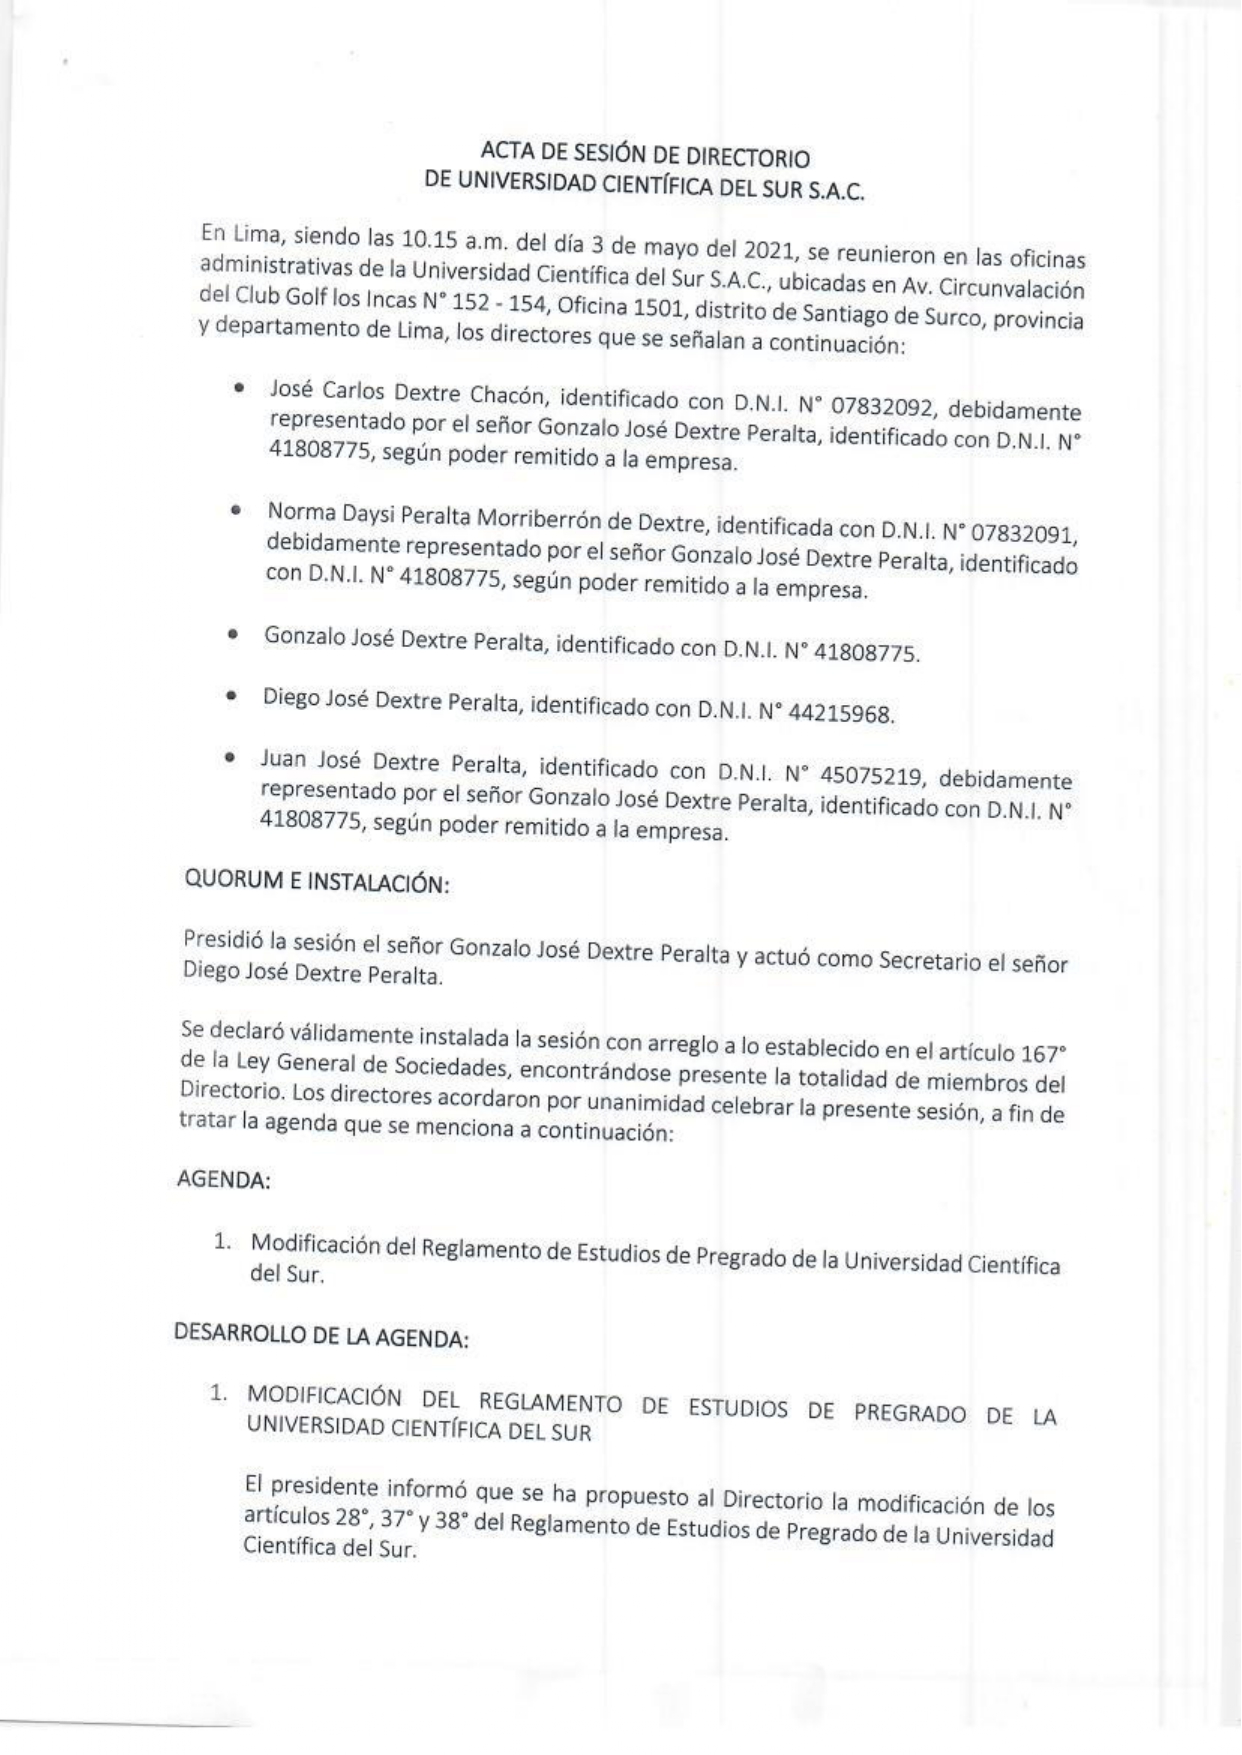 ACTA DE SESIÓN DE DIRECTORIO
DE UNIVERSIDAD CIENTÍFICA DEL SUR S.A.C.
En Lima, siendo las 10.15 a.m. del día 3 de mayo del 2021, se reunieron en las oficinas
administrativas de la Universidad Científica del Sur S.A.C., ubicadas en Av. Circunvalación
del Club Golf los Incas N° 152 - 154, Oficina 1501, distrito de Santiago de Surco, provincia
y departamento de Lima, los directores que se señalan a continuación:
• José Carlos Dextre Chacón, identificado con D.N.I. N° 07832092, debidamente
representado por el señor Gonzalo José Dextre Peralta, identificado con D.N.I. N°
41808775, según poder remitido a la empresa.
• Norma Daysi Peralta Morriberrón de Dextre, identificada con D.N.I. N° 07832091,
debidamente representado por el señor Gonzalo José Dextre Peralta, identificado
con D.N.I. N° 41808775, según poder remitido a la empresa.
• Gonzalo José Dextre Peralta, identificado con D.N.I. N° 41808775.
• Diego José Dextre Peralta, identificado con D.N.I. N° 44215968.
• Juan José Dextre Peralta, identificado con D.N.I. N° 45075219, debidamente
representado por el señor Gonzalo José Dextre Peralta, identificado con D.N.I. N°
41808775, según poder remitido a la empresa.
QUORUM E INSTALACIÓN:
Presidió la sesión el señor Gonzalo José Dextre Peralta y actuó como Secretario el señor
Diego José Dextre Peralta.
Se declaró válidamente instalada la sesión con arreglo a lo establecido en el artículo 167°
de la Ley General de Sociedades, encontrándose presente la totalidad de miembros del
Directorio. Los directores acordaron por unanimidad celebrar la presente sesión, a fin de
tratar la agenda que se menciona a continuación:
AGENDA:
1. Modificación del Reglamento de Estudios de Pregrado de la Universidad Científica
del Sur.
DESARROLLO DE LA AGENDA:
1. MODIFICACIÓN DEL REGLAMENTO DE ESTUDIOS DE PREGRADO DE LA
UNIVERSIDAD CIENTÍFICA DEL SUR
El presidente informó que se ha propuesto al Directorio la modificación de los
artículos 28°, 37° y 38° del Reglamento de Estudios de Pregrado de la Universidad
Científica del Sur.